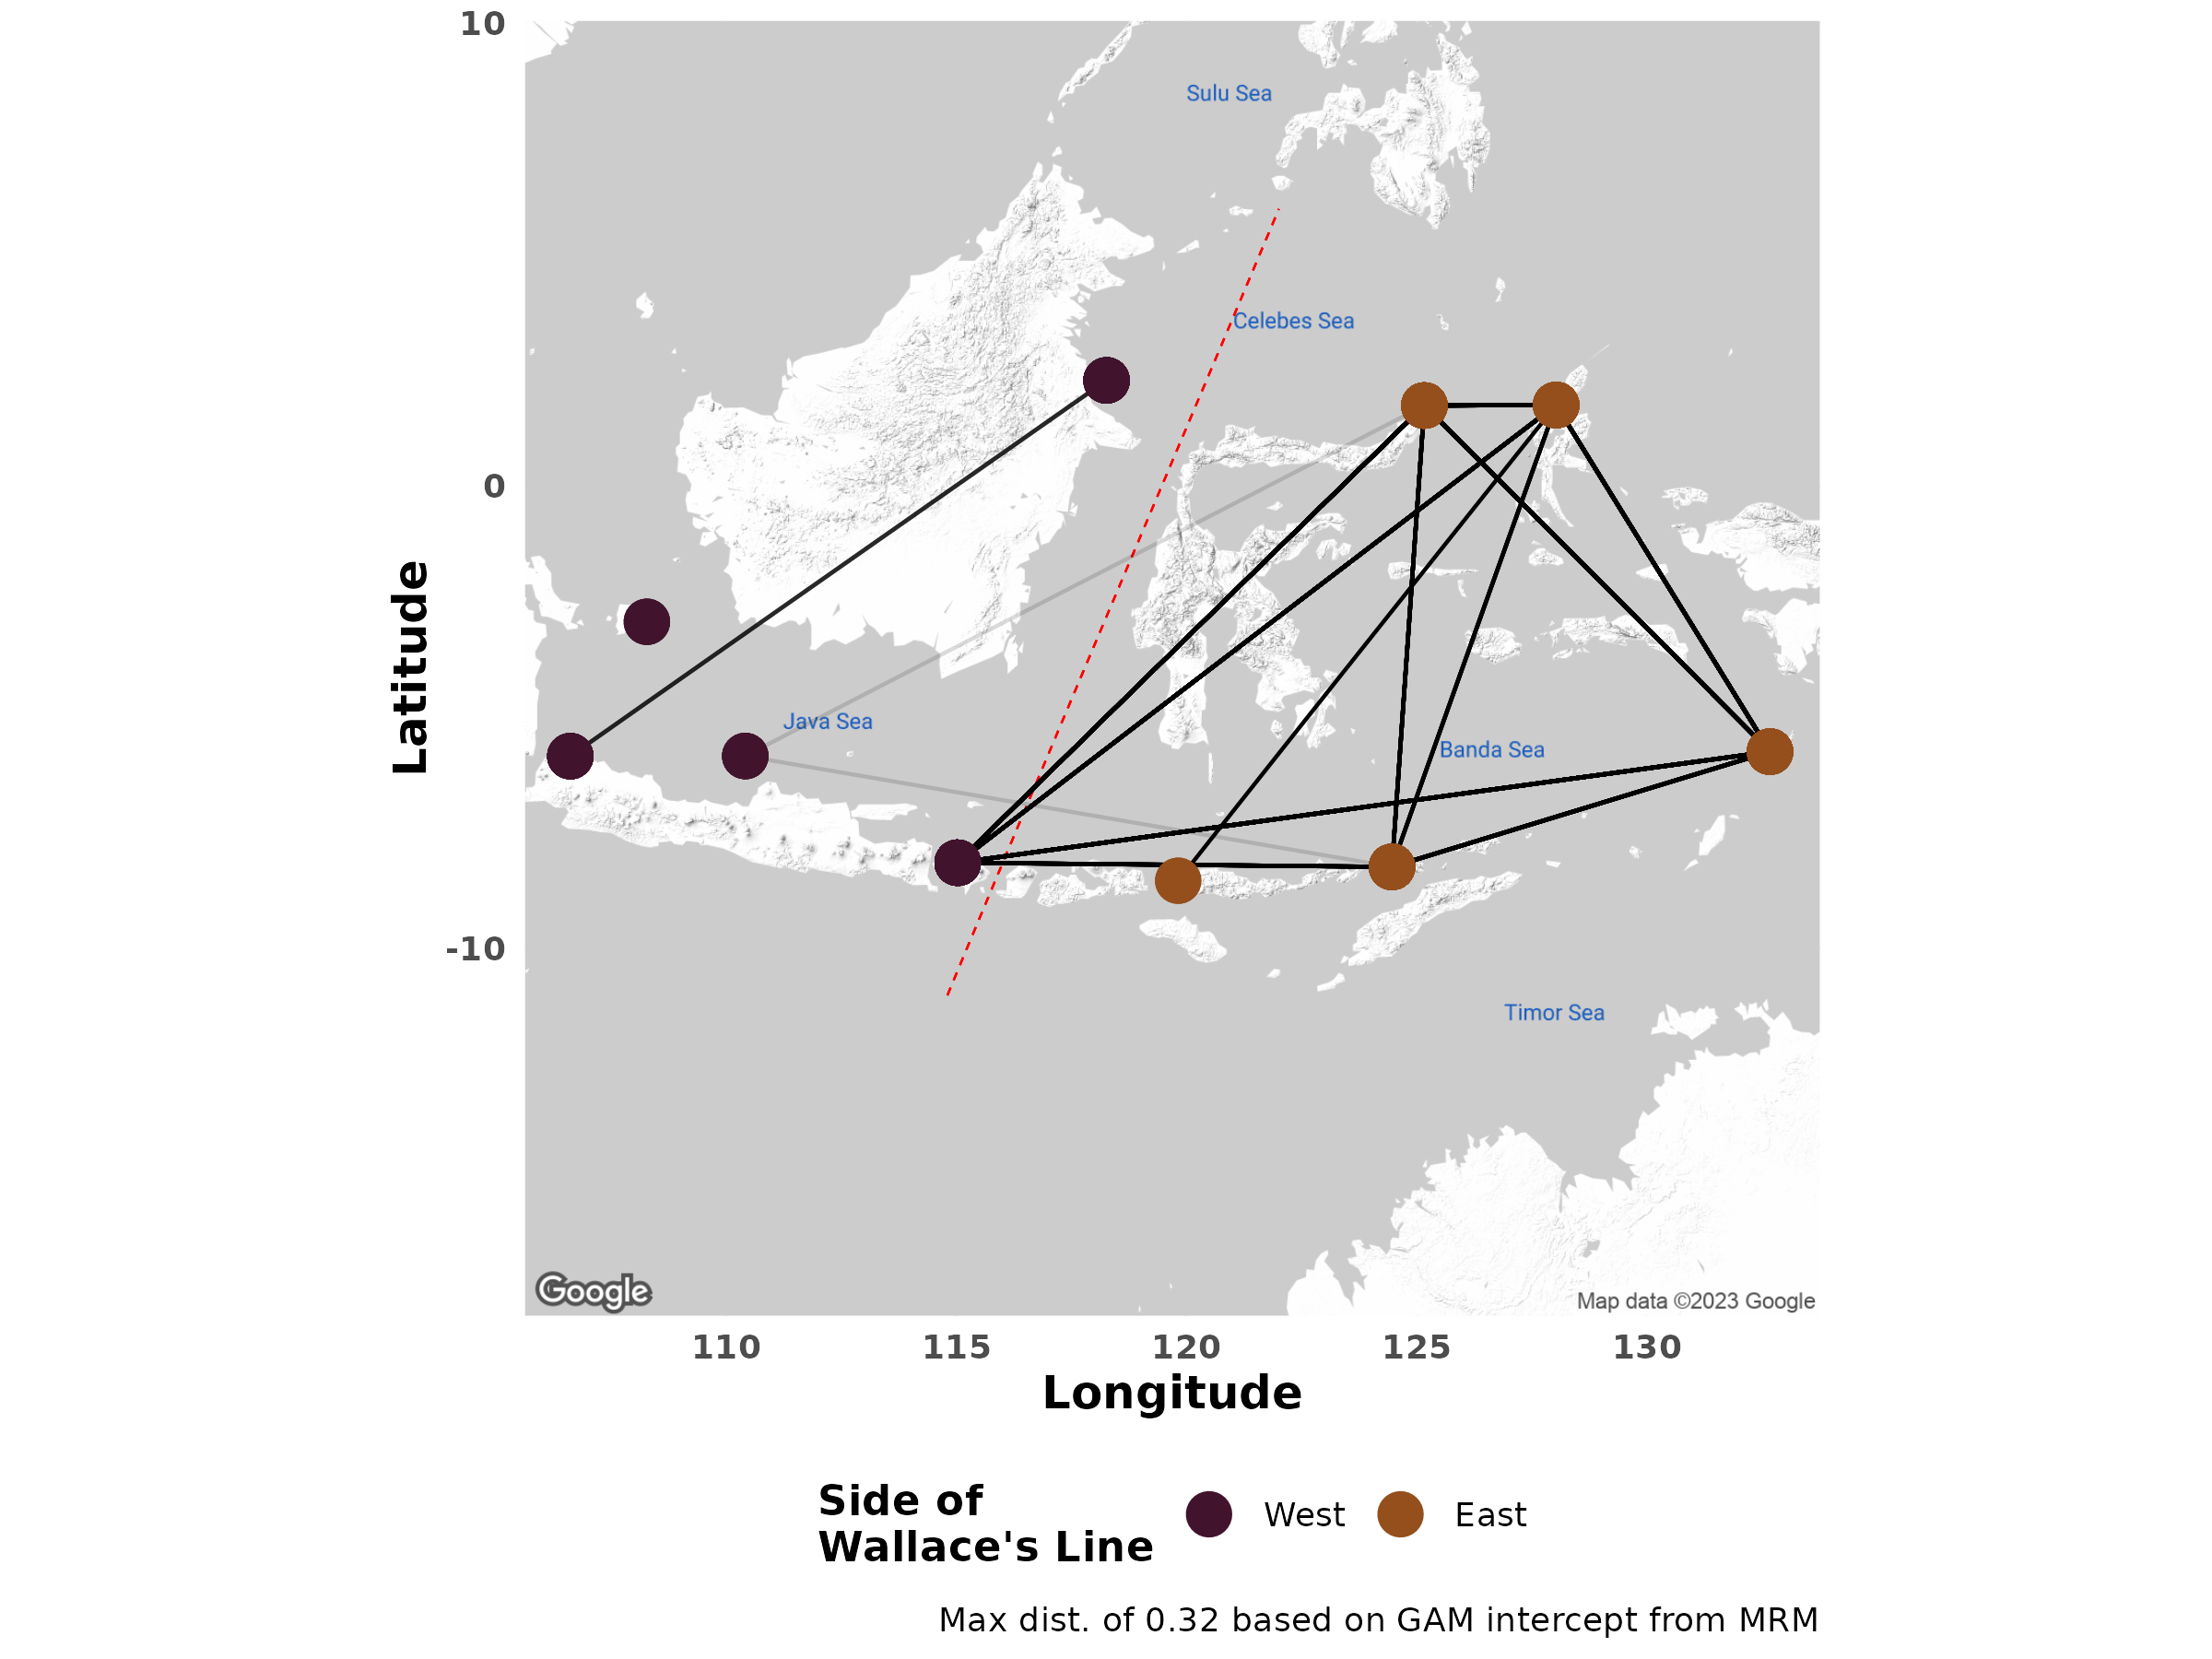 10
0
-10
Latitude
Sulu Sea
Celebes Sea
Java Sea
Banda Sea
Timor Sea
Google
Map data ©2023 Google
110 115 120 125 130
Longitude
Side of
Wallace's Line
West East
Max dist. of 0.32 based on GAM intercept from MRM